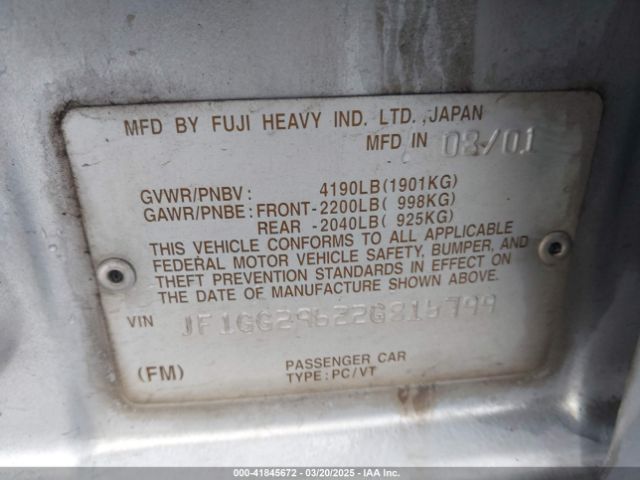 MFD BY FUJI HEAVY IND. LTD.,JAPAN
MFD IN 08/01
GVWR/PNBV: 4190LB(1901KG)
GAWR/PNBE: FRONT-2200LB( 998KG)
REAR -2040LB( 925KG)
THIS VEHICLE CONFORMS TO ALL APPLICABLE
FEDERAL MOTOR VEHICLE SAFETY, BUMPER, AND
THEFT PREVENTION STANDARDS IN EFFECT ON
THE DATE OF MANUFACTURE SHOWN ABOVE.
VIN JF1GG29622G816799
(FM) PASSENGER CAR
TYPE:PC/VT
000-41845672 | 03/20/2025 | IAA Inc.